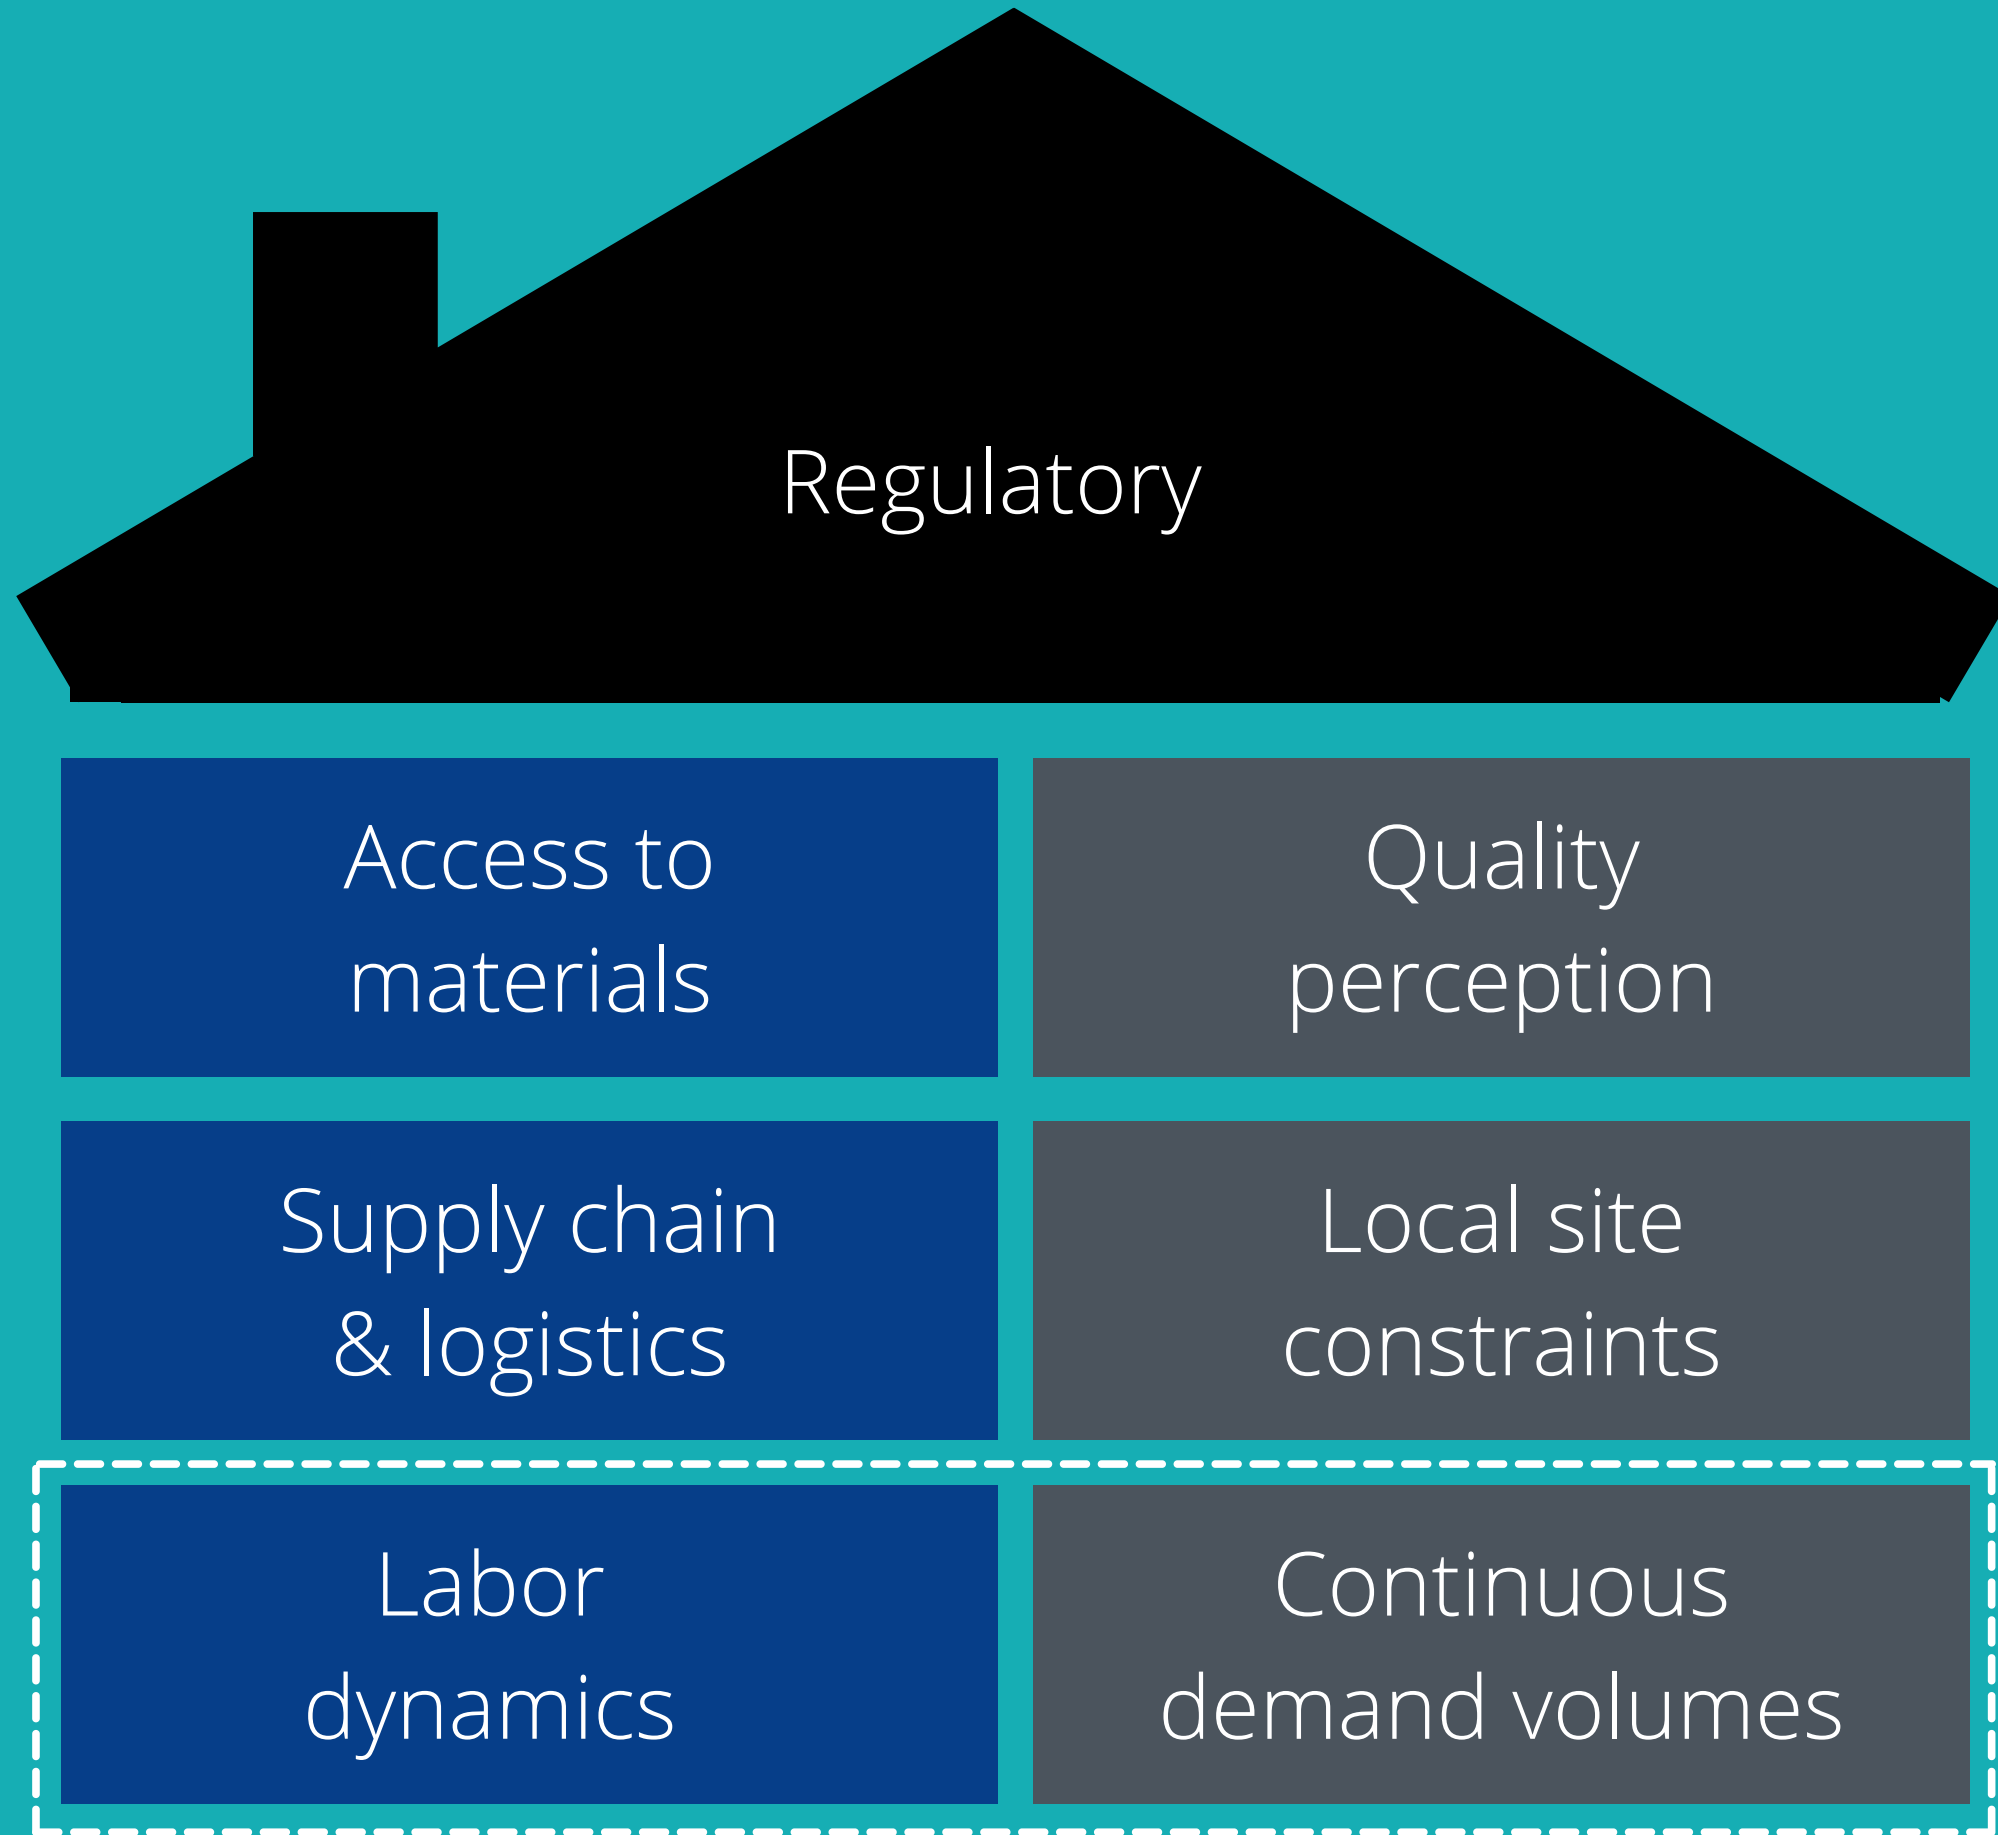 Regulatory
Access to
materials
Quality
perception
Supply chain
& logistics
Local site
constraints
Labor
dynamics
Continuous
demand volumes